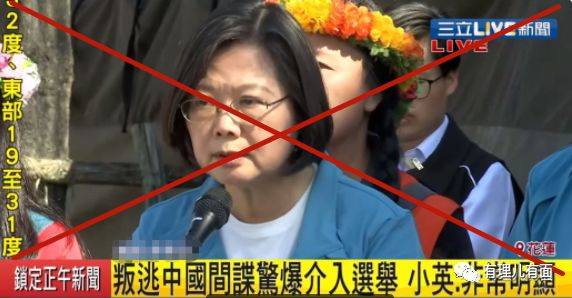 2度、東部19至31度
三立LIVE新聞
LIVE
花蓮
鎖定正午新聞
叛逃中國間諜驚爆介入選舉 小英:非常明顯
有理儿有面